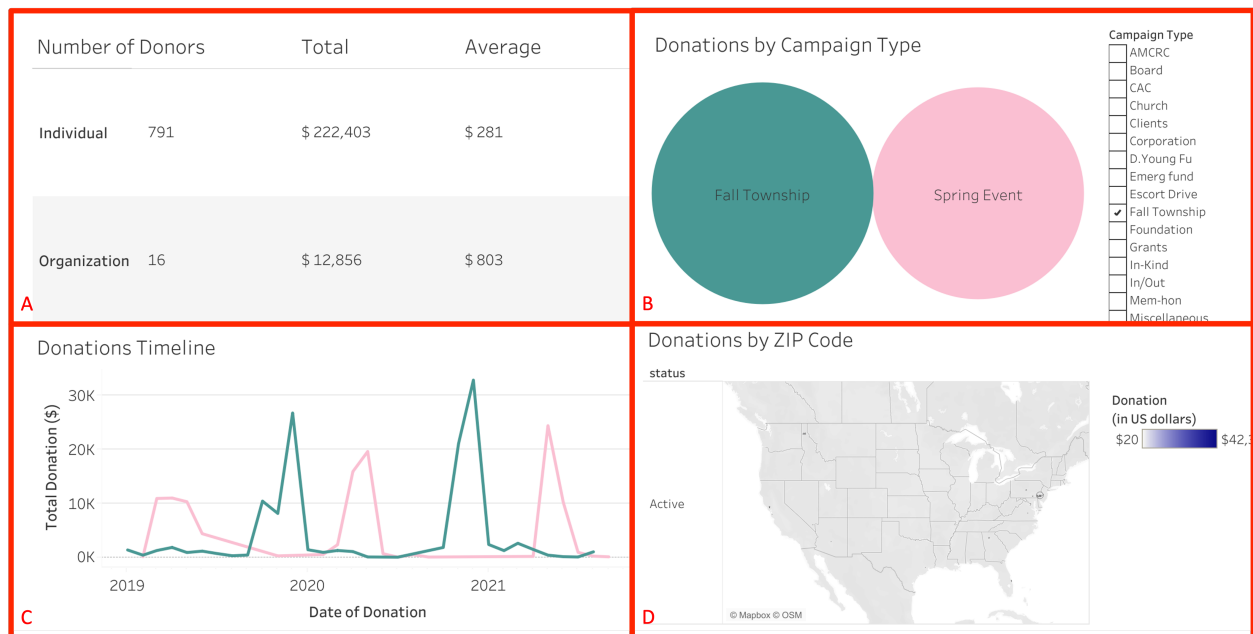 Number of Donors Total Average
Individual 791 $ 222,403 $ 281
Organization 16 $ 12,856 $ 803
A
Donations by Campaign Type
Fall Township
Spring Event
Campaign Type
AMCRC
Board
CAC
Church
Clients
Corporation
D.Young Fu
Emerg fund
Escort Drive
Fall Township
Foundation
Grants
In-Kind
In/Out
Mem-hon
Miscellaneous
B
Donations Timeline
Total Donation ($)
30K
20K
10K
0K
2019 2020 2021
Date of Donation
C
Donations by ZIP Code
status
Active
© Mapbox © OSM
Donation
(in US dollars)
$20 $42,
D